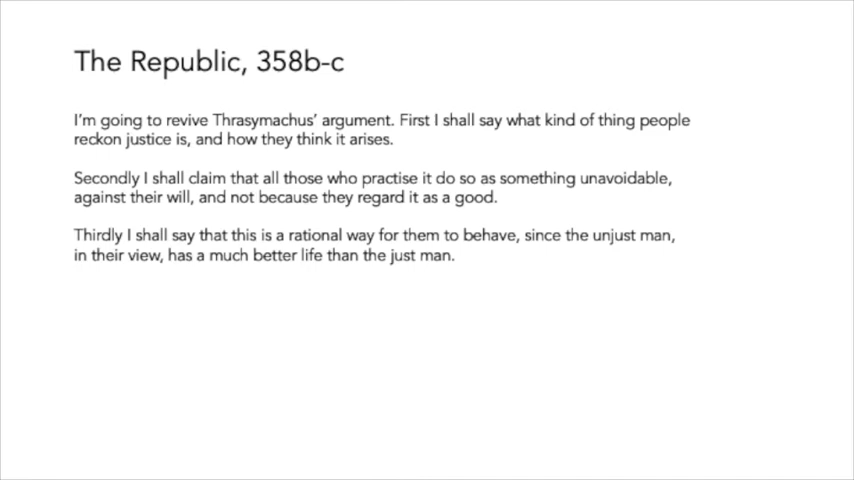 The Republic, 358b-c
I'm going to revive Thrasymachus' argument. First I shall say what kind of thing people
reckon justice is, and how they think it arises.
Secondly I shall claim that all those who practise it do so as something unavoidable,
against their will, and not because they regard it as a good.
Thirdly I shall say that this is a rational way for them to behave, since the unjust man,
in their view, has a much better life than the just man.